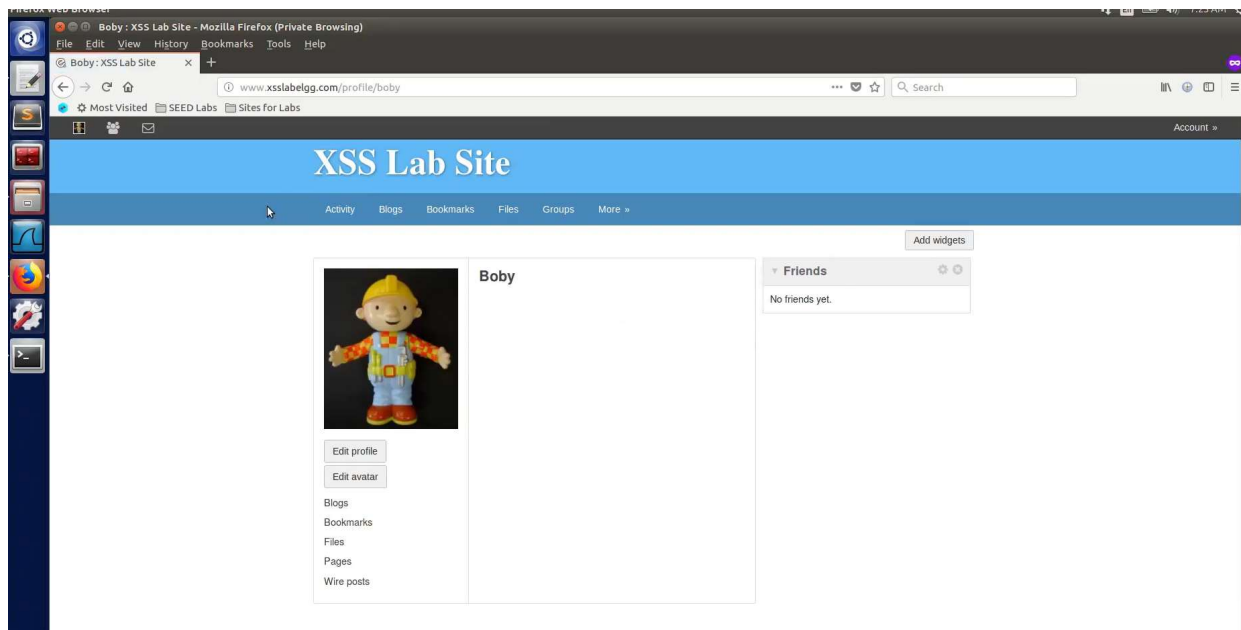 Firefox Web Browser
Boby : XSS Lab Site - Mozilla Firefox (Private Browsing)
File Edit View History Bookmarks Tools Help
Boby : XSS Lab Site × +
www.xsslabelgg.com/profile/boby ••• Search
Most Visited SEED Labs Sites for Labs
Account »
XSS Lab Site
Activity Blogs Bookmarks Files Groups More »
Add widgets
Boby
Friends
No friends yet.
Edit profile
Edit avatar
Blogs
Bookmarks
Files
Pages
Wire posts